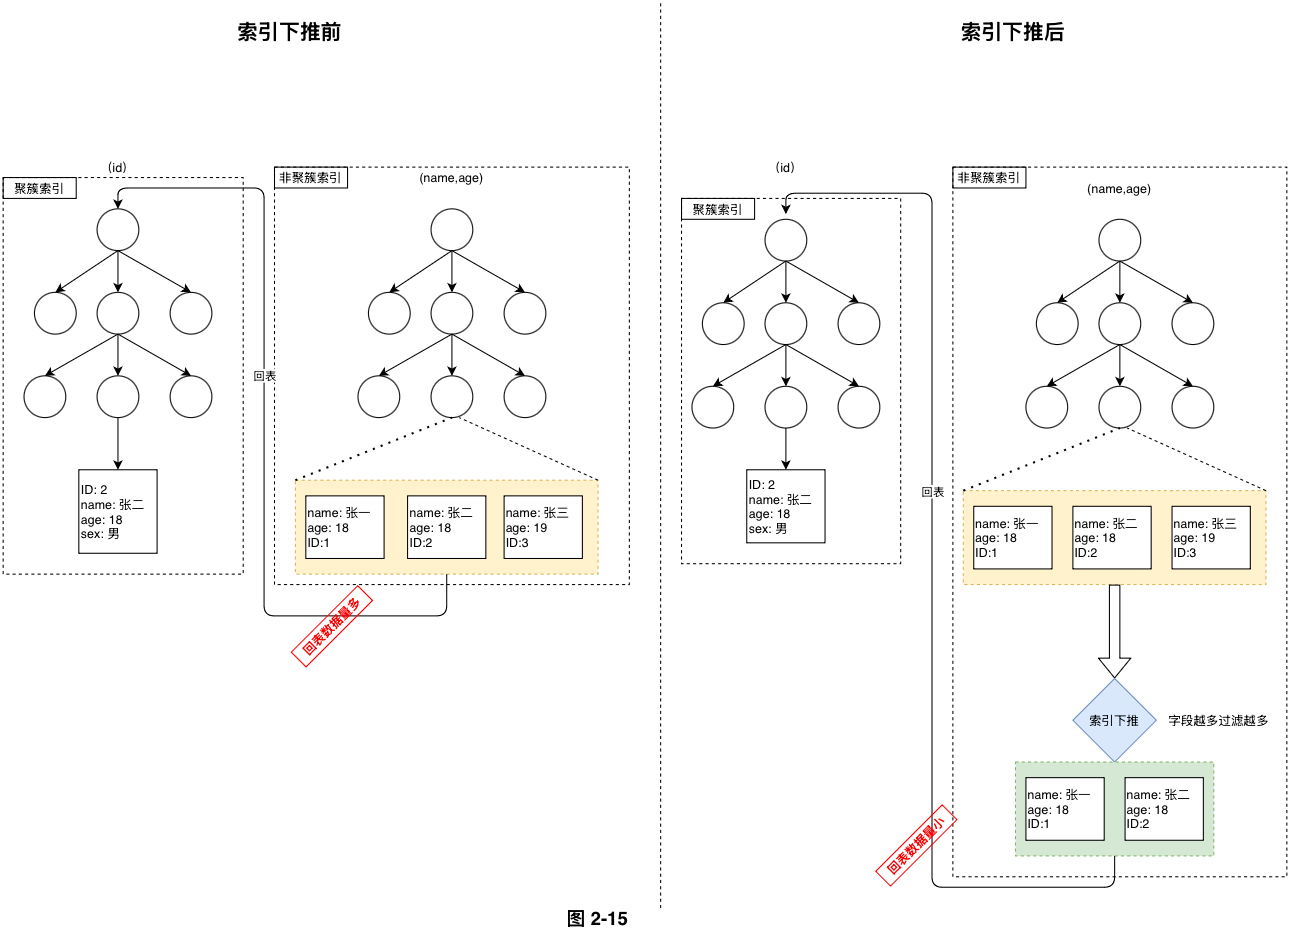 索引下推前
(id)
聚簇索引
非聚簇索引
(name,age)
回表
ID: 2
name: 张二
age: 18
sex: 男
name: 张一
age: 18
ID:1
name: 张二
age: 18
ID:2
name: 张三
age: 19
ID:3
回表数据量多
索引下推后
(id)
聚簇索引
非聚簇索引
(name,age)
回表
ID: 2
name: 张二
age: 18
sex: 男
name: 张一
age: 18
ID:1
name: 张二
age: 18
ID:2
name: 张三
age: 19
ID:3
索引下推
字段越多过滤越多
name: 张一
age: 18
ID:1
name: 张二
age: 18
ID:2
回表数据量小
图 2-15